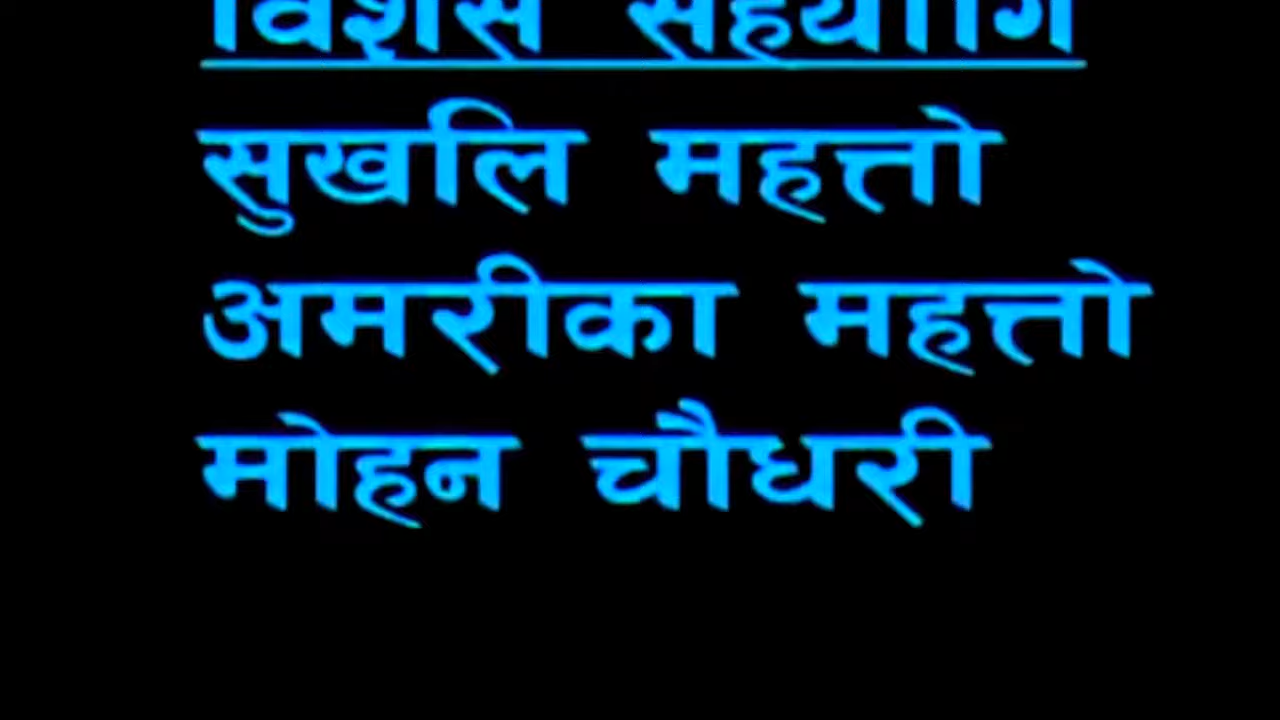 विशेस सहयोगि
सुखलि महत्तो
अमरीका महत्तो
मोहन चौधरी